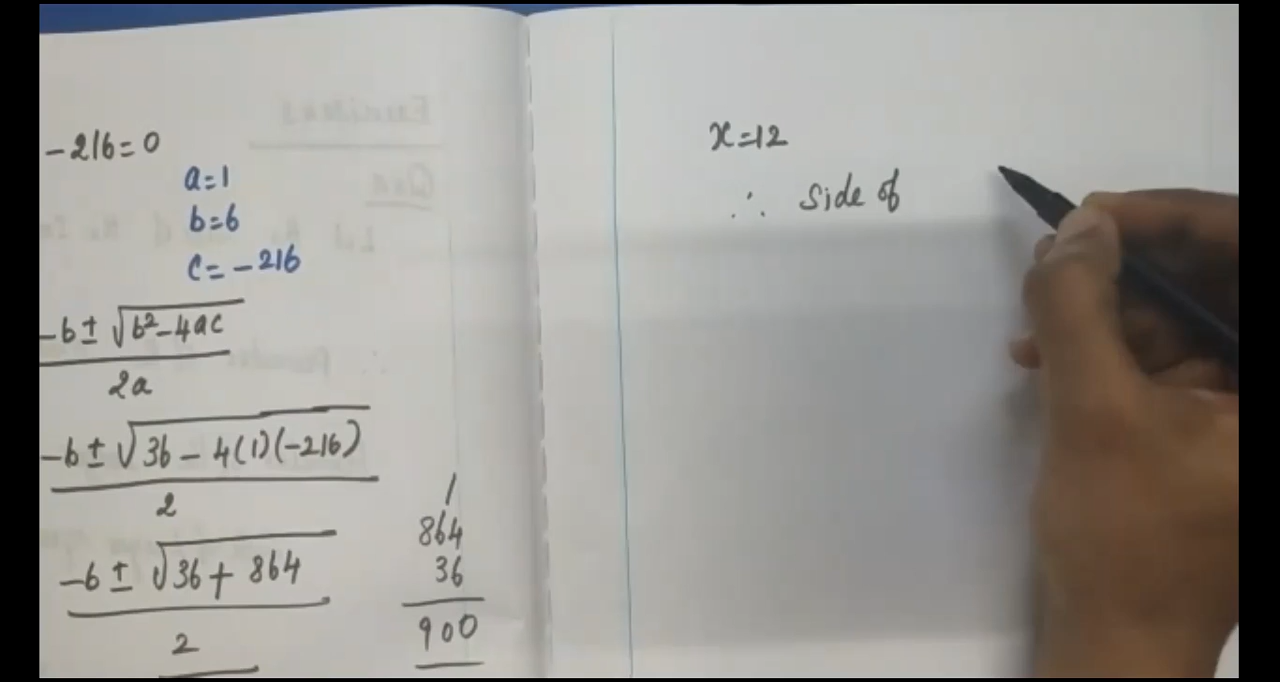 -216=0
a=1
b=6
c=-216
-b±√b²-4ac
2a
-6±√36-4(1)(-216)
2
-6±√36+864
2
1
864
36
900
x=12
∴ Side of